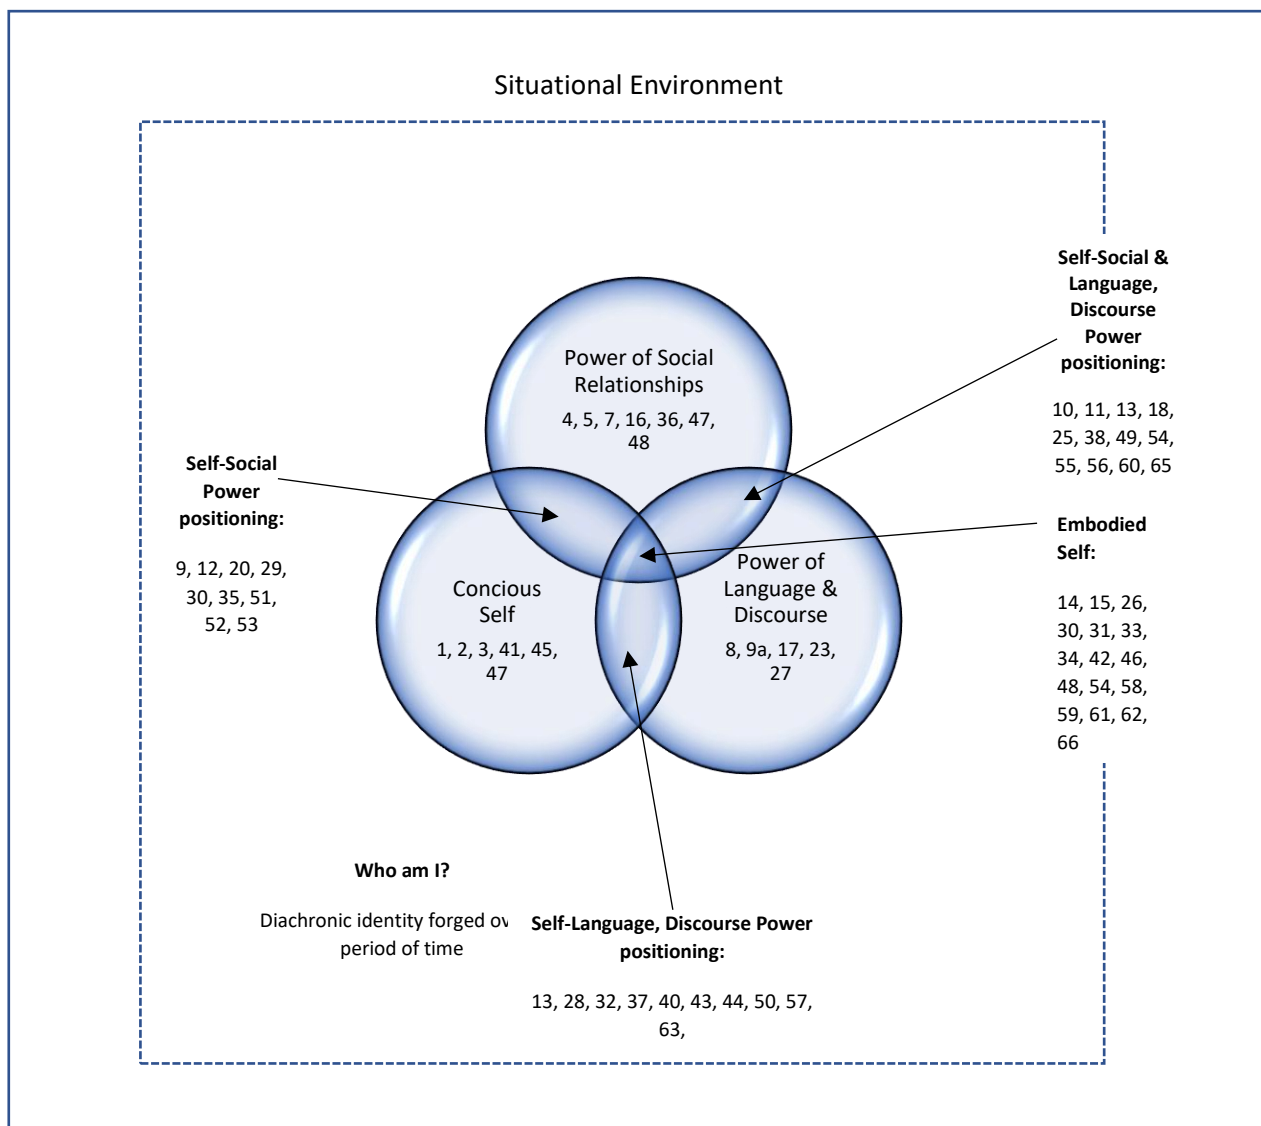 Situational Environment
Self-Social &
Language,
Discourse
Power
positioning:
10, 11, 13, 18,
25, 38, 49, 54,
55, 56, 60, 65
Power of Social
Relationships
4, 5, 7, 16, 36, 47,
48
Self-Social
Power
positioning:
9, 12, 20, 29,
30, 35, 51,
52, 53
Embodied
Self:
14, 15, 26,
30, 31, 33,
34, 42, 46,
48, 54, 58,
59, 61, 62,
66
Concious
Self
1, 2, 3, 41, 45,
47
Power of
Language &
Discourse
8, 9a, 17, 23,
27
Who am I?
Diachronic identity forged
period of time
Self-Language, Discourse Power
positioning:
13, 28, 32, 37, 40, 43, 44, 50, 57,
63,